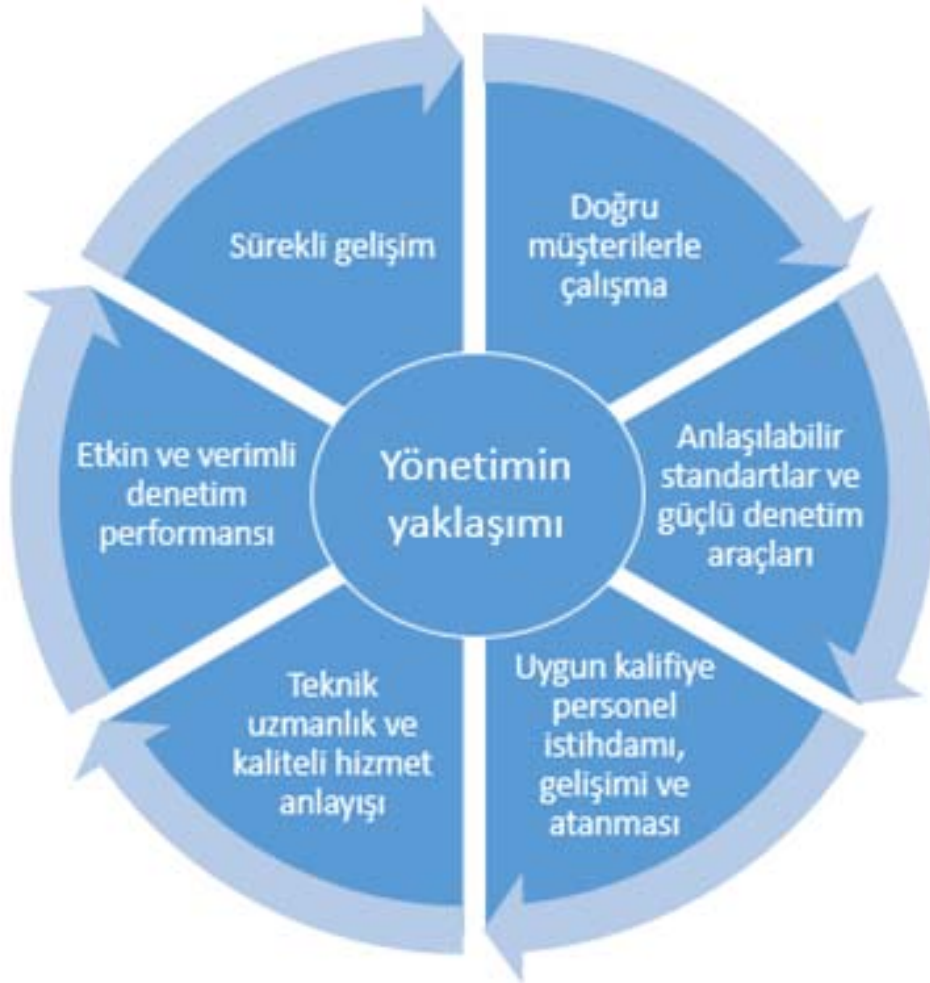 Sürekli gelişim
Doğru
müşterilerle
çalışma
Anlaşılabilir
standartlar ve
güçlü denetim
araçları
Uygun kalifiye
personel
istihdamı,
gelişimi ve
atanması
Teknik
uzmanlık ve
kaliteli hizmet
anlayışı
Etkin ve verimli
denetim
performansı
Yönetimin
yaklaşımı